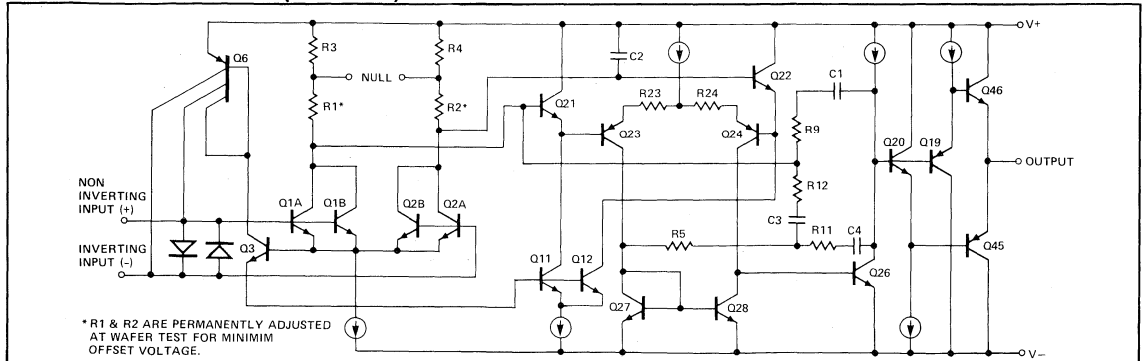 V+
Q6
R3
R4
NULL
R1*
R2*
C2
Q21
Q22
R23
R24
Q23
Q24
C1
R9
R12
C3
R5
R11
C4
Q20
Q19
Q46
OUTPUT
Q45
NON
INVERTING
INPUT (+)
INVERTING
INPUT (-)
Q1A
Q1B
Q2B
Q2A
Q3
Q11
Q12
Q27
Q28
Q26
* R1 & R2 ARE PERMANENTLY ADJUSTED
AT WAFER TEST FOR MINIMIM
OFFSET VOLTAGE.
V-